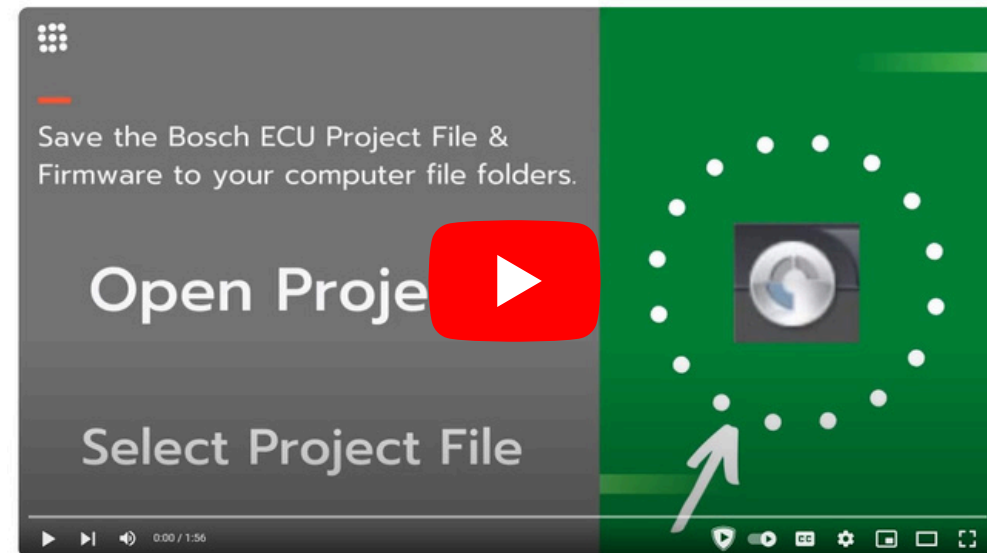 Save the Bosch ECU Project File &
Firmware to your computer file folders.
Open Proje
Select Project File
0:00 / 1:56
CC